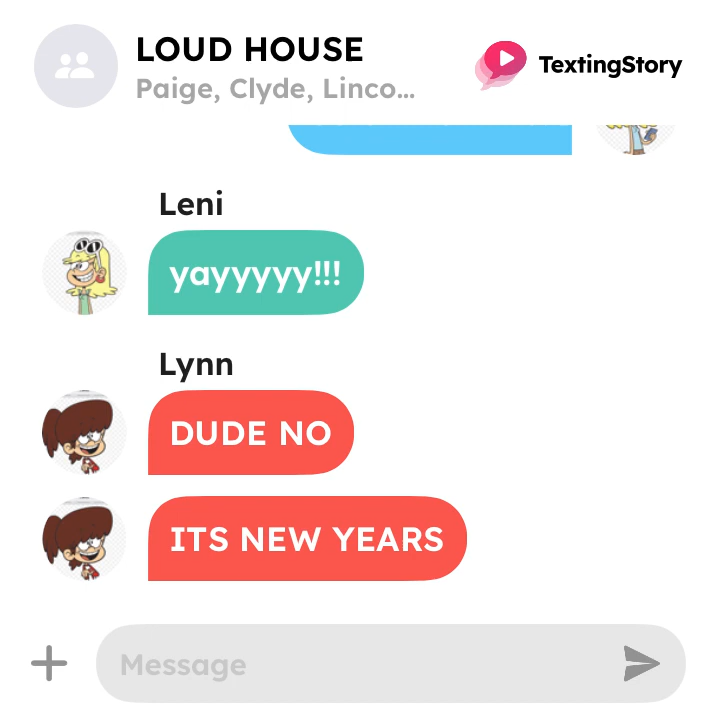 LOUD HOUSE
Paige, Clyde, Linco...
TextingStory
Leni
yayyyyy!!!
Lynn
DUDE NO
ITS NEW YEARS
Message